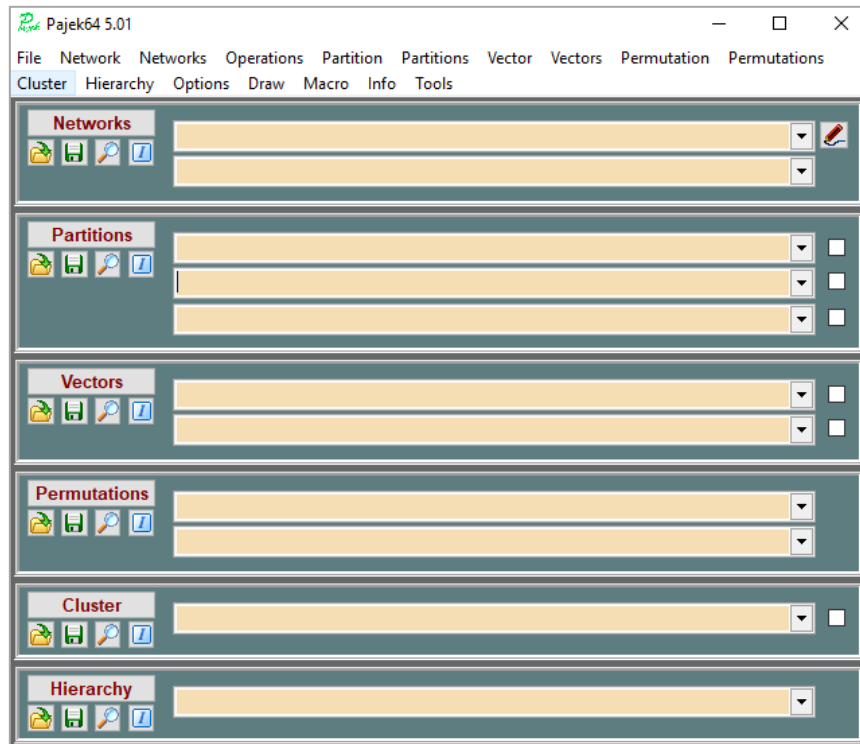 Pajek64 5.01
File Network Networks Operations Partition Partitions Vector Vectors Permutation Permutations
Cluster Hierarchy Options Draw Macro Info Tools
Networks
Partitions
Vectors
Permutations
Cluster
Hierarchy